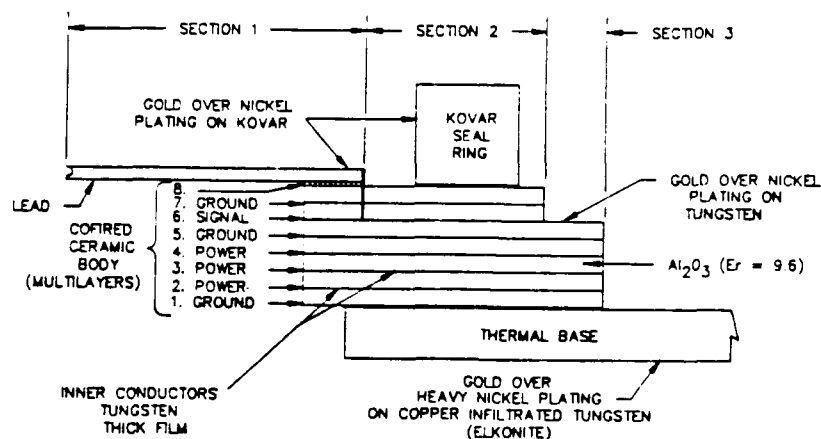 SECTION 1
SECTION 2
SECTION 3
GOLD OVER NICKEL
PLATING ON KOVAR
KOVAR
SEAL
RING
GOLD OVER NICKEL
PLATING ON
TUNGSTEN
LEAD
COFIRED
CERAMIC
BODY
(MULTILAYERS)
8.
7. GROUND
6. SIGNAL
5. GROUND
4. POWER
3. POWER
2. POWER.
1. GROUND
Al2O3 (Er = 9.6)
THERMAL BASE
INNER CONDUCTORS
TUNGSTEN
THICK FILM
GOLD OVER
HEAVY NICKEL PLATING
ON COPPER INFILTRATED TUNGSTEN
(ELKONITE)